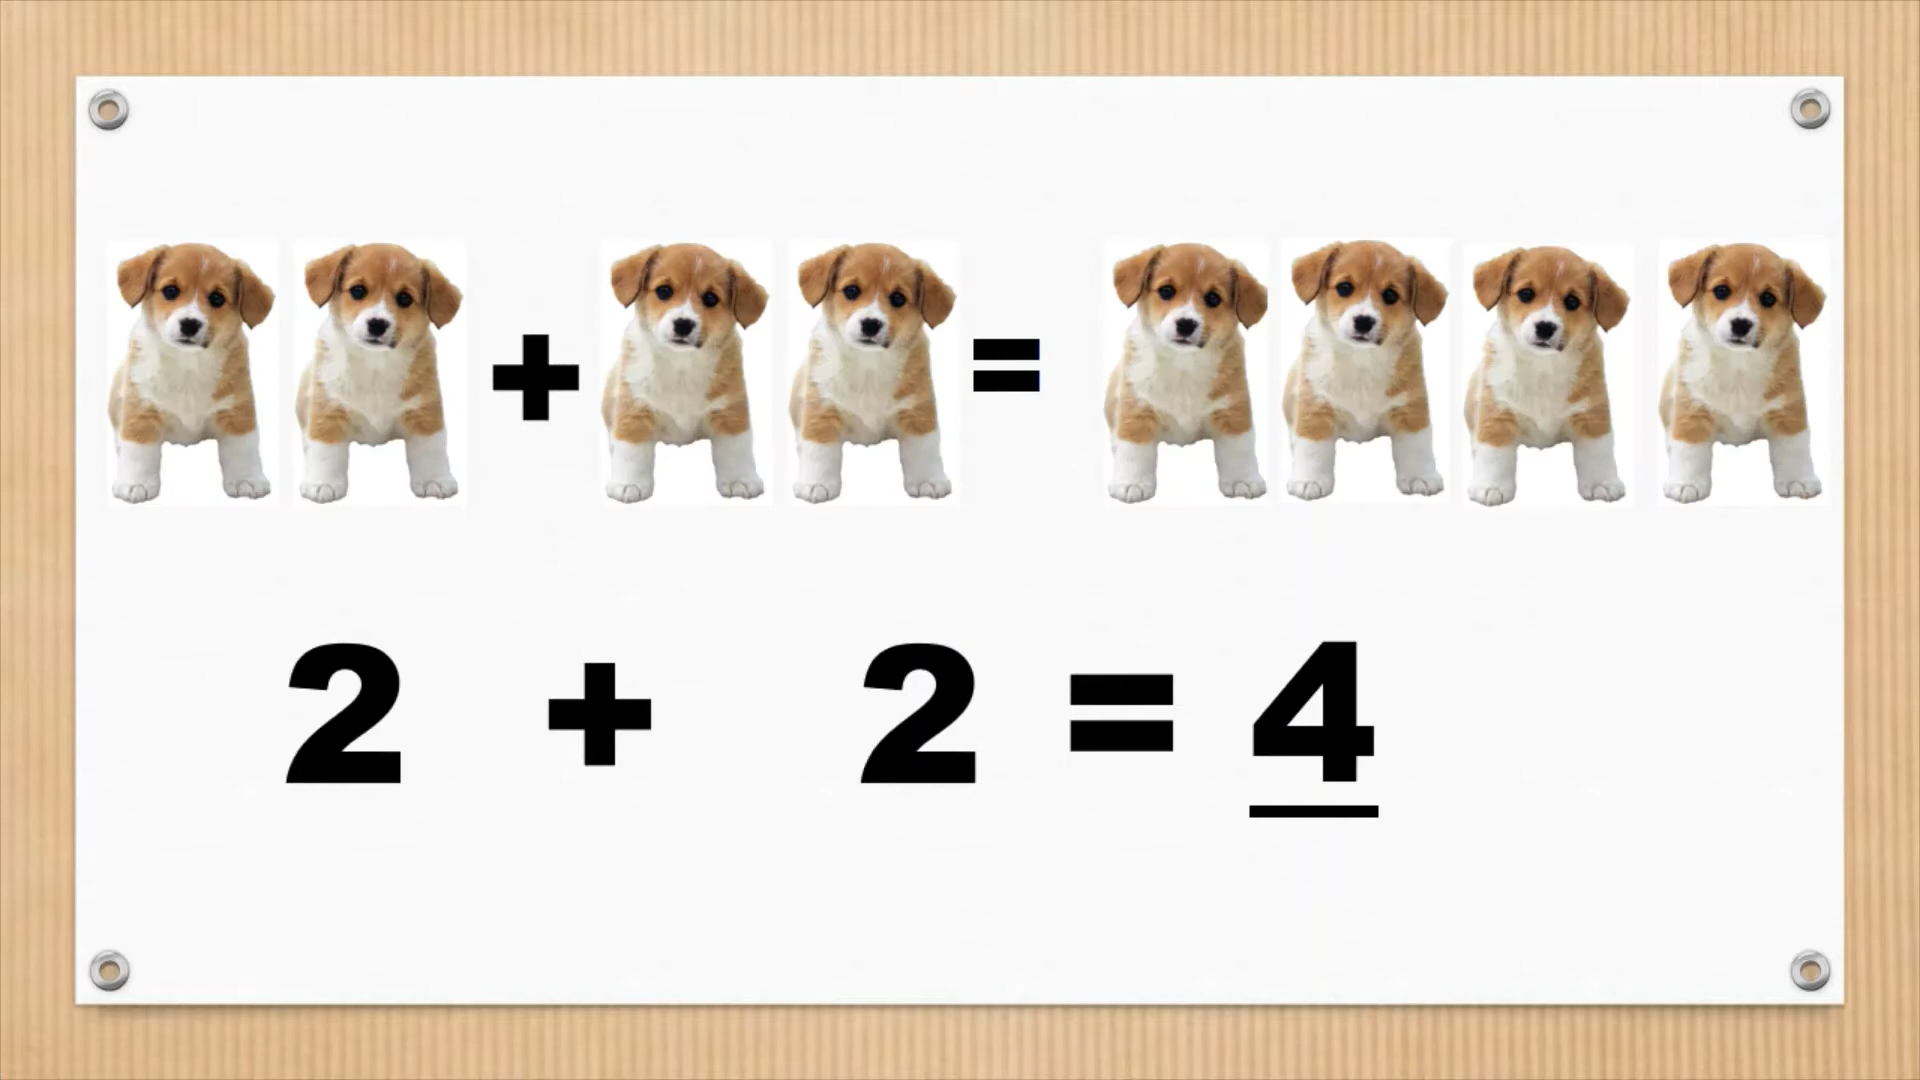 + =
2 + 2 = 4